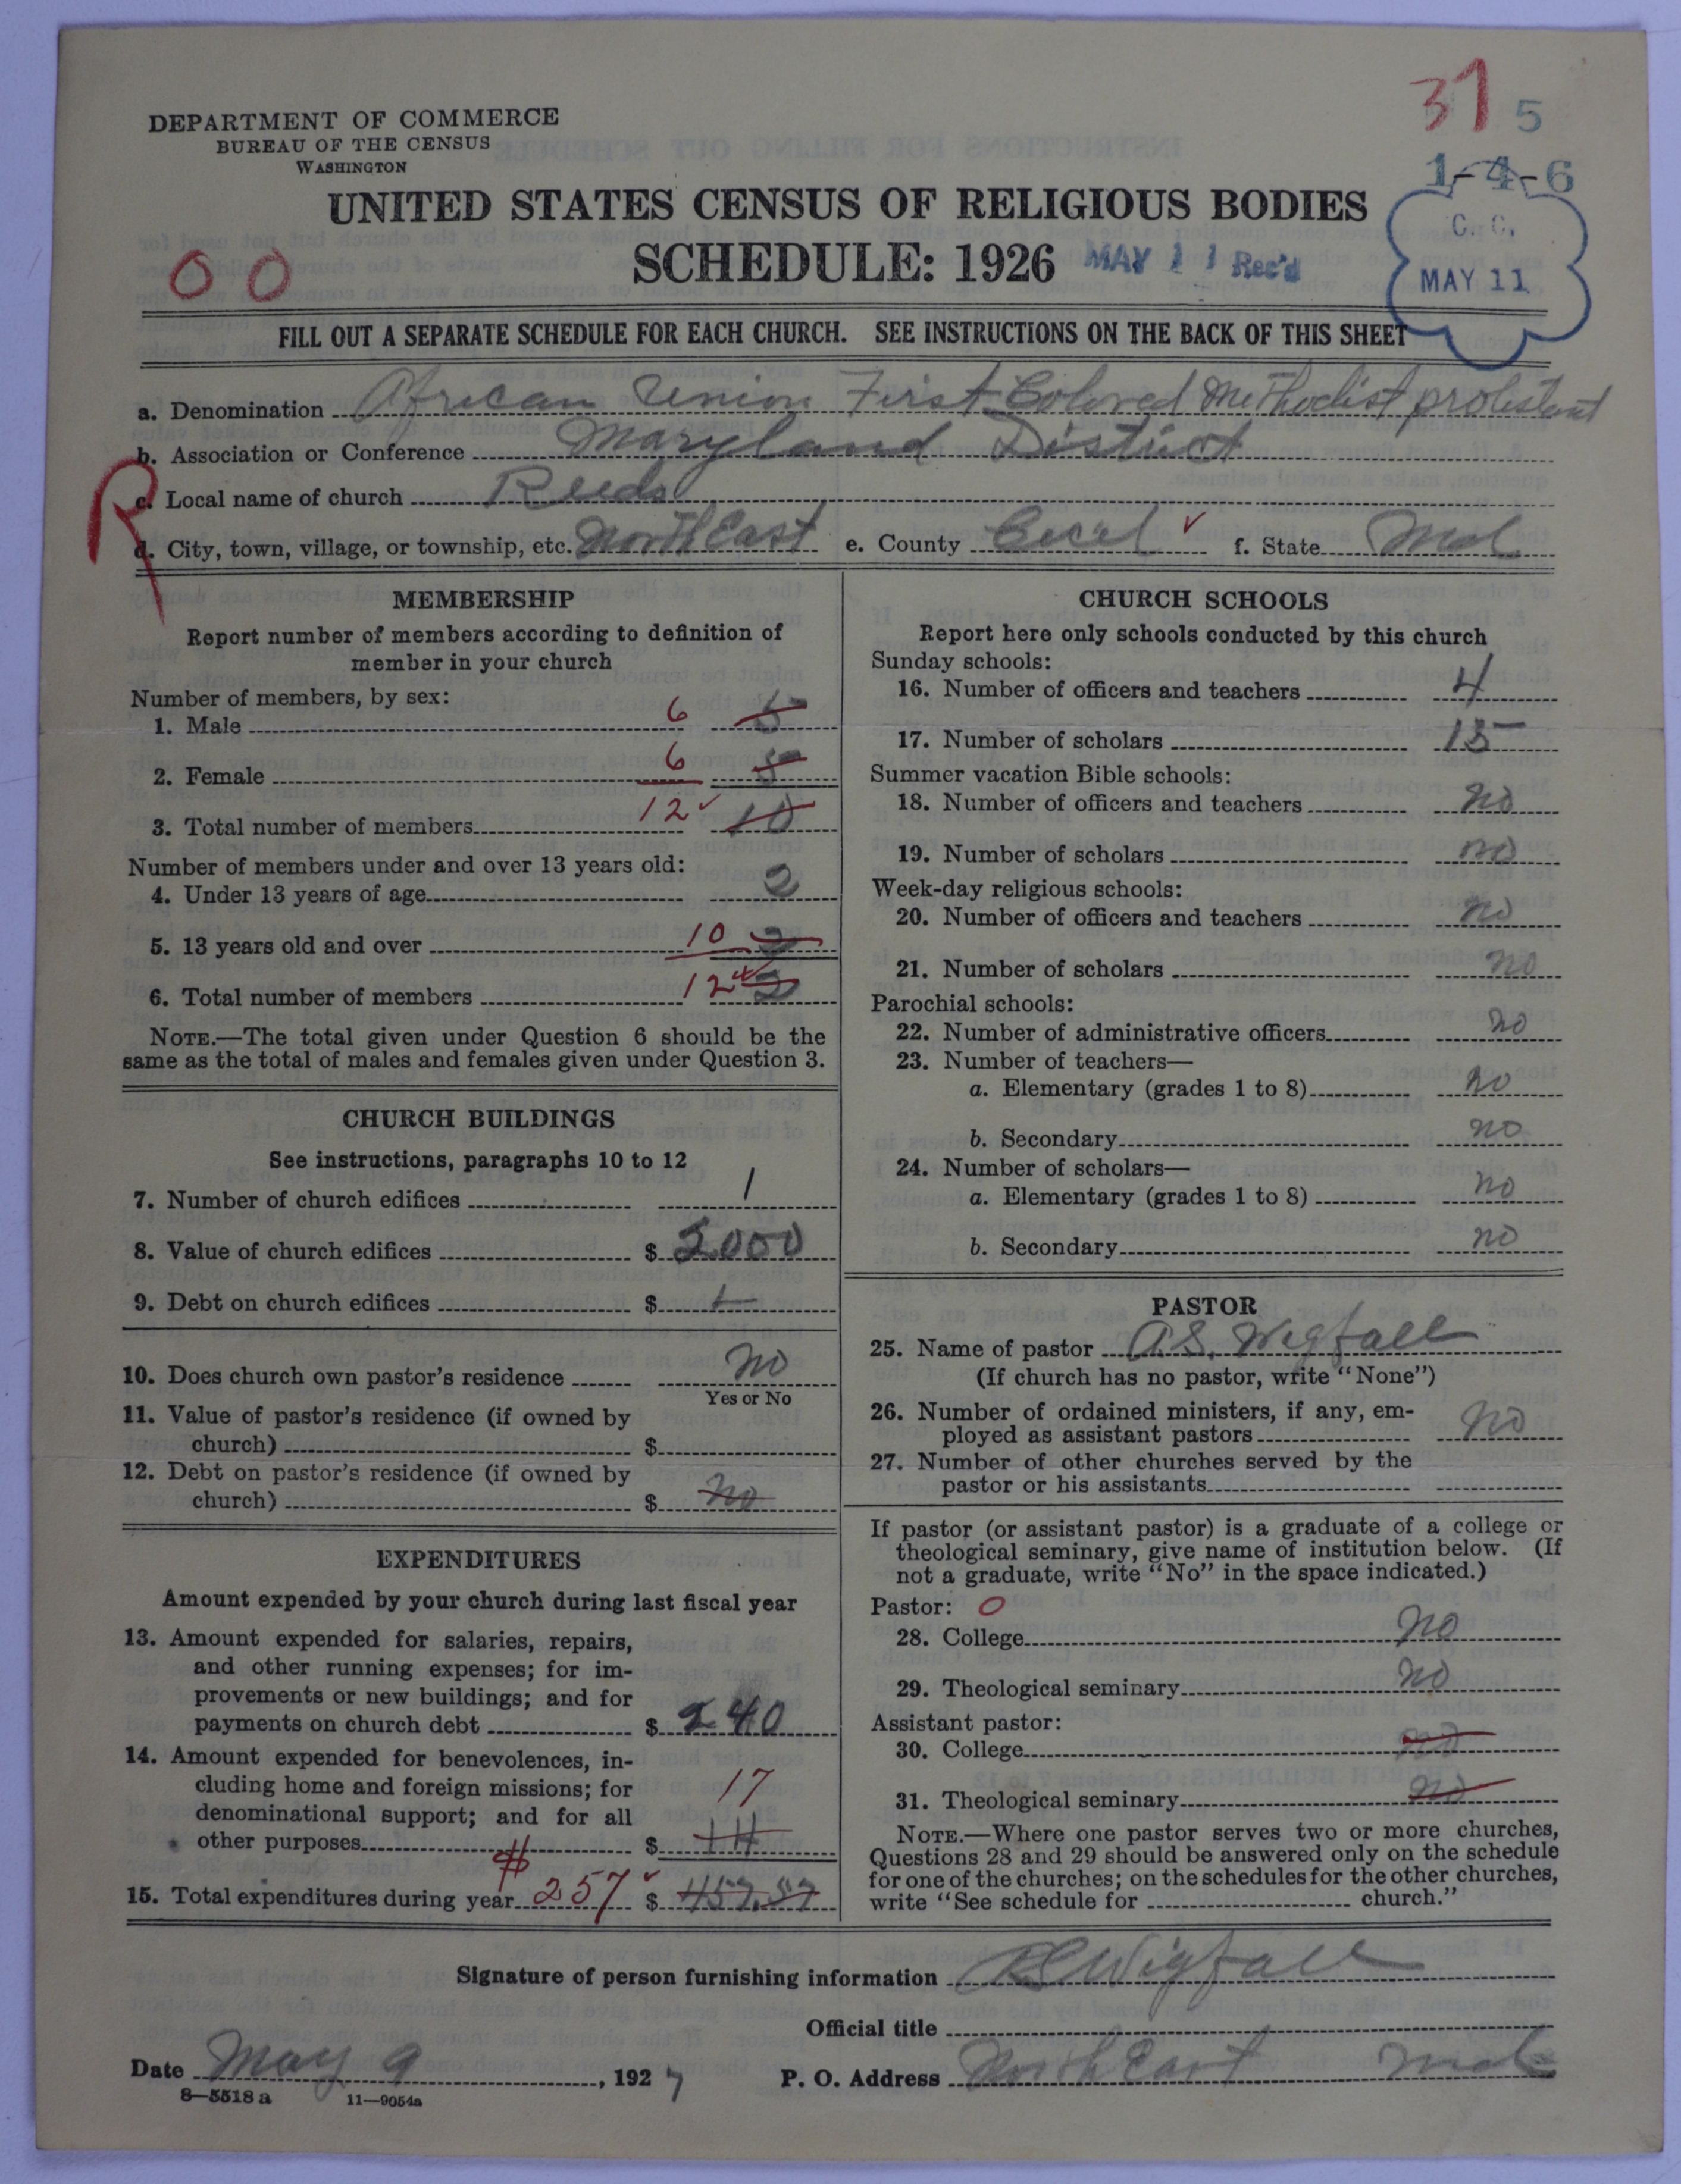 37 5
DEPARTMENT OF COMMERCE
BUREAU OF THE CENSUS
WASHINGTON
1-4-6
UNITED STATES CENSUS OF RELIGIOUS BODIES
C. C.
MAY 11
SCHEDULE: 1926 MAY 11 Rec'd
0 0
FILL OUT A SEPARATE SCHEDULE FOR EACH CHURCH. SEE INSTRUCTIONS ON THE BACK OF THIS SHEET
a. Denomination African Union First Colored Methodist protestant
b. Association or Conference Maryland District
R
c. Local name of church Reeds
d. City, town, village, or township, etc. North East e. County Cecil ✓ f. State Md
MEMBERSHIP
Report number of members according to definition of
member in your church
Number of members, by sex:
1. Male 6
2. Female 6 5
3. Total number of members 12 ✓ 10
Number of members under and over 13 years old:
4. Under 13 years of age 2
5. 13 years old and over 10 2
6. Total number of members 12 2
NOTE.—The total given under Question 6 should be the
same as the total of males and females given under Question 3.
CHURCH BUILDINGS
See instructions, paragraphs 10 to 12
7. Number of church edifices 1
8. Value of church edifices $ 2000
9. Debt on church edifices $
10. Does church own pastor's residence no
Yes or No
11. Value of pastor's residence (if owned by
church) $
12. Debt on pastor's residence (if owned by
church) $ no
EXPENDITURES
Amount expended by your church during last fiscal year
13. Amount expended for salaries, repairs,
and other running expenses; for im-
provements or new buildings; and for
payments on church debt $ 240
14. Amount expended for benevolences, in-
cluding home and foreign missions; for
denominational support; and for all
other purposes $ 17
15. Total expenditures during year # 257 ✓ $
CHURCH SCHOOLS
Report here only schools conducted by this church
Sunday schools:
16. Number of officers and teachers 4
17. Number of scholars 15
Summer vacation Bible schools:
18. Number of officers and teachers no
19. Number of scholars no
Week-day religious schools:
20. Number of officers and teachers no
21. Number of scholars no
Parochial schools:
22. Number of administrative officers no
23. Number of teachers—
a. Elementary (grades 1 to 8) no
b. Secondary no
24. Number of scholars—
a. Elementary (grades 1 to 8) no
b. Secondary no
PASTOR
25. Name of pastor A.S. Wigfall
(If church has no pastor, write "None")
26. Number of ordained ministers, if any, em-
ployed as assistant pastors no
27. Number of other churches served by the
pastor or his assistants
If pastor (or assistant pastor) is a graduate of a college or
theological seminary, give name of institution below. (If
not a graduate, write "No" in the space indicated.)
Pastor: 0
28. College no
29. Theological seminary no
Assistant pastor:
30. College no
31. Theological seminary no
NOTE.—Where one pastor serves two or more churches,
Questions 28 and 29 should be answered only on the schedule
for one of the churches; on the schedules for the other churches,
write "See schedule for church."
Signature of person furnishing information Wigfall
Official title
Date May 9, 1927 P. O. Address North East Md
8—5518 a 11—9054a